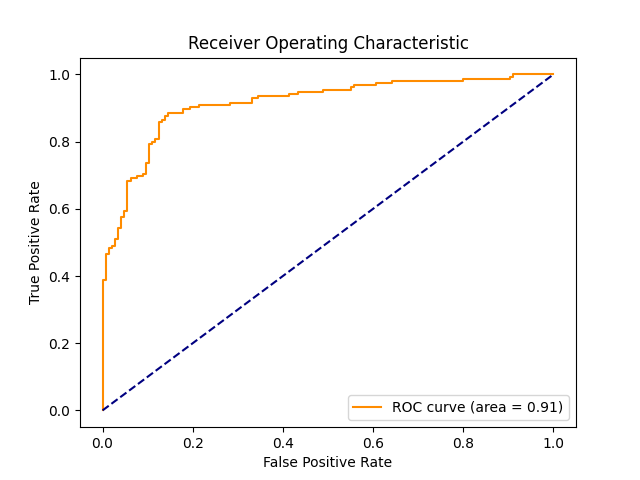 Receiver Operating Characteristic
True Positive Rate
1.0
0.8
0.6
0.4
0.2
0.0
ROC curve (area = 0.91)
0.0 0.2 0.4 0.6 0.8 1.0
False Positive Rate